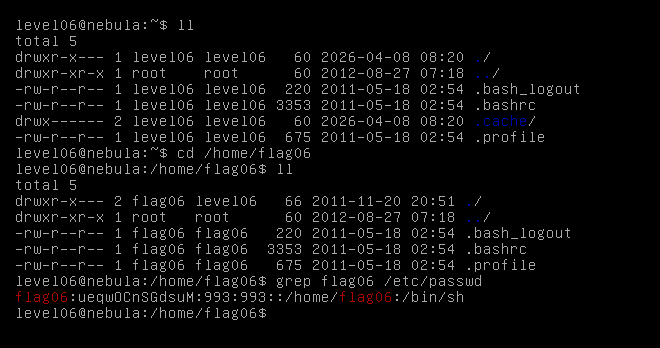 level06@nebula:~$ ll
total 5
drwxr-x--- 1 level06 level06   60 2026-04-08 08:20 ./
drwxr-xr-x 1 root    root      60 2012-08-27 07:18 ../
-rw-r--r-- 1 level06 level06  220 2011-05-18 02:54 .bash_logout
-rw-r--r-- 1 level06 level06 3353 2011-05-18 02:54 .bashrc
drwx------ 2 level06 level06   60 2026-04-08 08:20 .cache/
-rw-r--r-- 1 level06 level06  675 2011-05-18 02:54 .profile
level06@nebula:~$ cd /home/flag06
level06@nebula:/home/flag06$ ll
total 5
drwxr-x--- 2 flag06 level06   66 2011-11-20 20:51 ./
drwxr-xr-x 1 root   root      60 2012-08-27 07:18 ../
-rw-r--r-- 1 flag06 flag06   220 2011-05-18 02:54 .bash_logout
-rw-r--r-- 1 flag06 flag06  3353 2011-05-18 02:54 .bashrc
-rw-r--r-- 1 flag06 flag06   675 2011-05-18 02:54 .profile
level06@nebula:/home/flag06$ grep flag06 /etc/passwd
flag06:ueqwOCnSGdsuM:993:993::/home/flag06:/bin/sh
level06@nebula:/home/flag06$